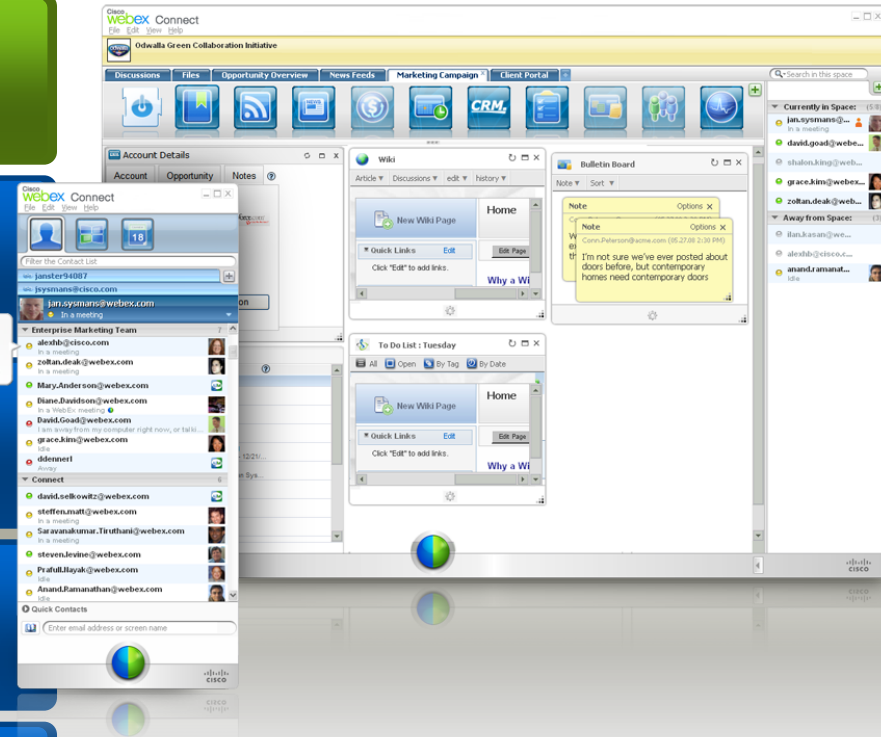 Cisco
webex Connect
File Edit View Help
Odwalla
Odwalla Green Collaboration Initiative
Discussions Files Opportunity Overview News Feeds Marketing Campaign Client Portal
Search in this space
NEWS
CRM
Currently in Space:
jan.sysmans@...
In a meeting
david.goad@webe...
shalon.king@web...
grace.kim@webex...
zoltan.deak@web...
Away from Space:
ilan.kasan@we...
alexhb@cisco.c...
anand.ramanat...
Idle
Account Details
Account Opportunity Notes
Wiki
Article Discussions edit history
New Wiki Page
Home
Quick Links Edit
Edit Page
Click "Edit" to add links.
Why a Wi
Bulletin Board
Note Sort
Note Options X
Note Options X
Conn.Peterson@acme.com (05.27.08 2:30 PM)
I'm not sure we've ever posted about
doors before, but contemporary
homes need contemporary doors
To Do List : Tuesday
All Open By Tag By Date
New Wiki Page
Home
Quick Links Edit
Edit Page
Click "Edit" to add links.
Why a Wi
on
- 12/21/...
n Sys...
CISCO
Cisco
webex Connect
File Edit View Help
18
Filter the Contact List
janster94087
jsysmans@cisco.com
jan.sysmans@webex.com
In a meeting
Enterprise Marketing Team 7
alexhb@cisco.com
In a meeting
zoltan.deak@webex.com
In a meeting
Mary.Anderson@webex.com
Diane.Davidson@webex.com
In a WebEx meeting
David.Goad@webex.com
I am away from my computer right now, or talki...
grace.kim@webex.com
Idle
ddennerl
Away
Connect 6
david.selkowitz@webex.com
steffen.matt@webex.com
In a meeting
Saravanakumar.Tiruthani@webex.com
In a meeting
steven.levine@webex.com
Prafull.Nayak@webex.com
Idle
Anand.Ramanathan@webex.com
Idle
Quick Contacts
Enter email address or screen name
CISCO